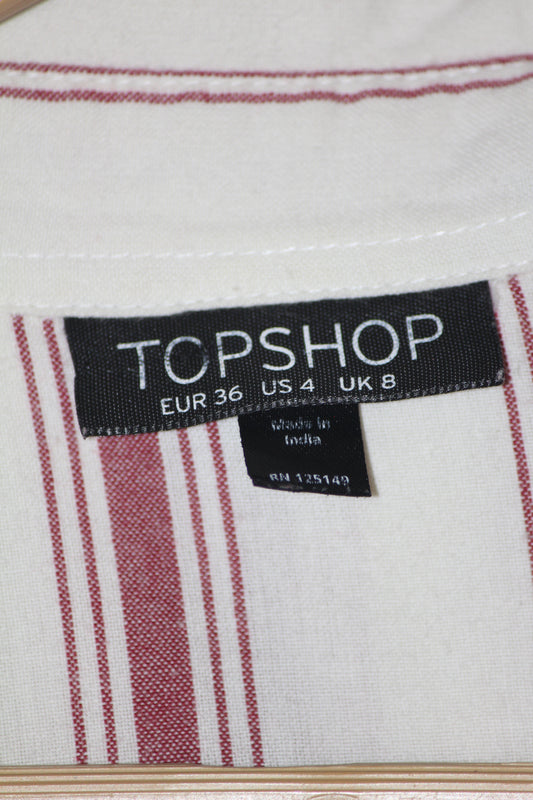 TOPSHOP
EUR 36 US 4 UK 8
Made in
India
RN 125149